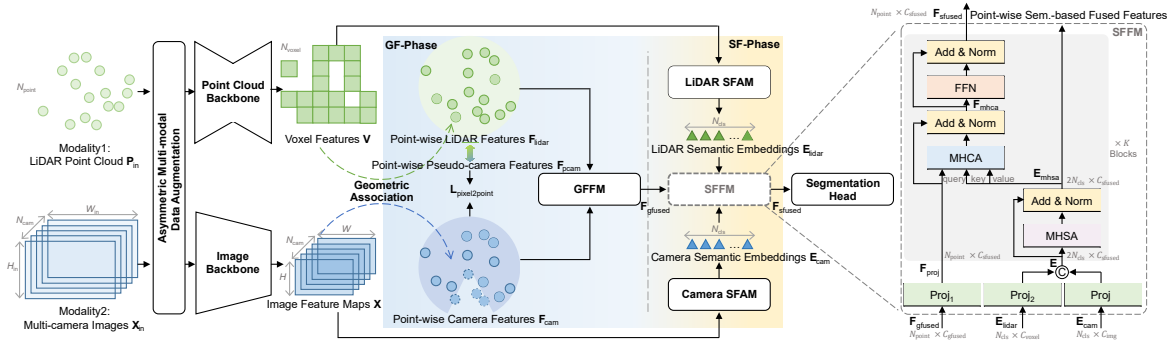 N_point
Modality1:
LiDAR Point Cloud P_in
W_in
N_cam
H_in
Modality2:
Multi-camera Images X_in
Asymmetric Multi-modal
Data Augmentation
Point Cloud
Backbone
Image
Backbone
N_voxel
Voxel Features V
N_cam
W
H
Image Feature Maps X
GF-Phase
Point-wise LiDAR Features F_lidar
Point-wise Pseudo-camera Features F_pcam
Geometric
Association
L_pixel2point
Point-wise Camera Features F_cam
GFFM
F_gfused
SF-Phase
LiDAR SFAM
N_cls
...
LiDAR Semantic Embeddings E_lidar
SFFM
F_sfused
Segmentation
Head
N_cls
...
Camera Semantic Embeddings E_cam
Camera SFAM
N_point × C_sfused
F_sfused
Point-wise Sem.-based Fused Features
SFFM
Add & Norm
FFN
F_mhca
Add & Norm
MHCA
query key value
× K
Blocks
E_mhsa
2N_cls × C_sfused
Add & Norm
MHSA
F_proj
N_point × C_sfused
E
2N_cls × C_sfused
C
Proj_1
Proj_2
Proj
F_gfused
N_point × C_gfused
E_lidar
N_cls × C_voxel
E_cam
N_cls × C_img